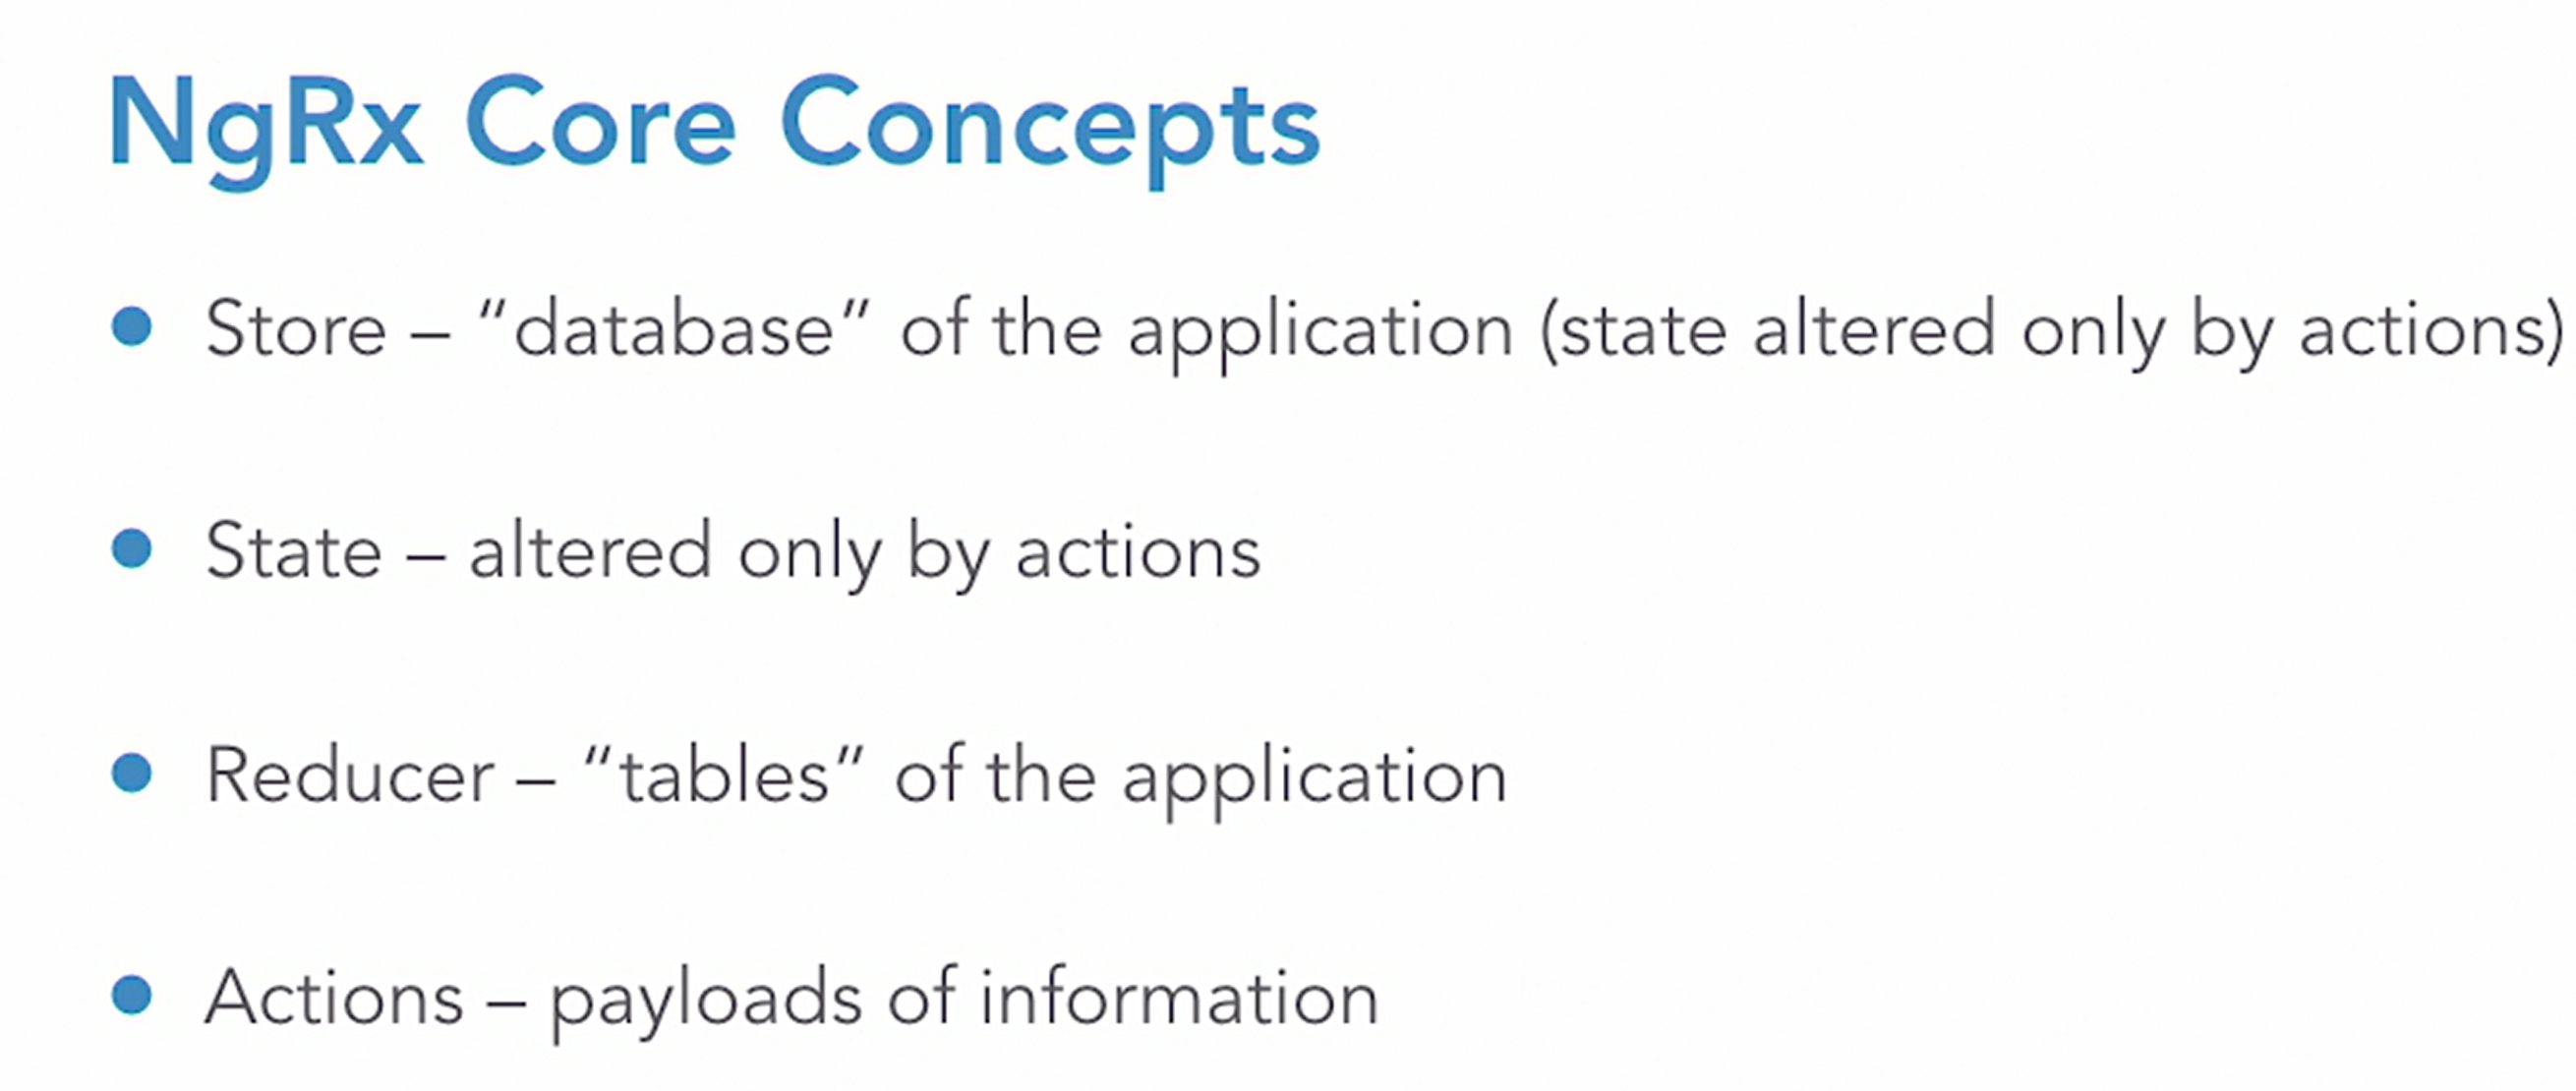 NgRx Core Concepts
● Store – “database” of the application (state altered only by actions)
● State – altered only by actions
● Reducer – “tables” of the application
● Actions – payloads of information